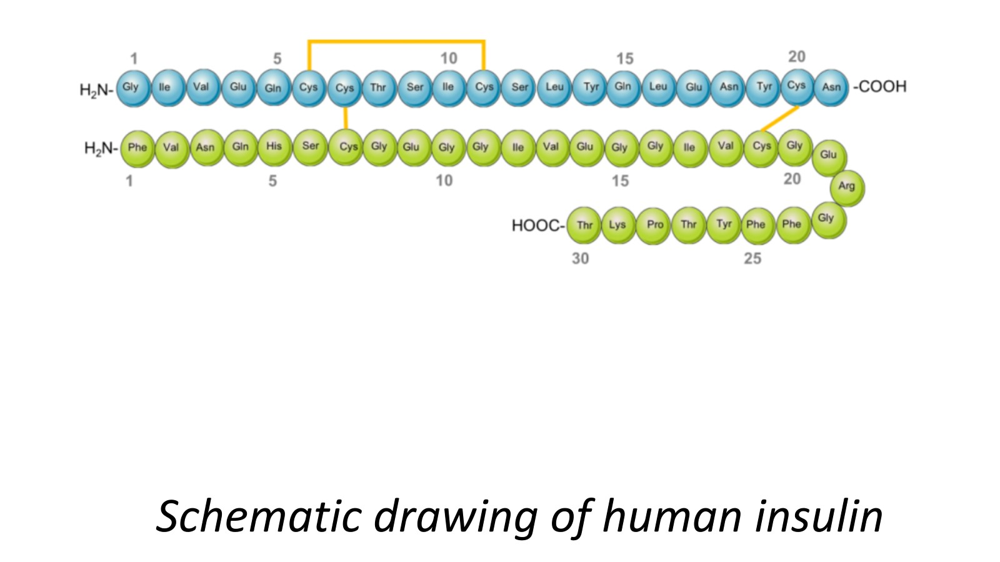 1 5 10 15 20
H₂N- Gly Ile Val Glu Gln Cys Cys Thr Ser Ile Cys Ser Leu Tyr Gln Leu Glu Asn Tyr Cys Asn -COOH
H₂N- Phe Val Asn Gln His Ser Cys Gly Glu Gly Gly Ile Val Glu Gly Gly Ile Val Cys Gly Glu
1 5 10 15 20
Arg
HOOC- Thr Lys Pro Thr Tyr Phe Phe Gly
30 25
Schematic drawing of human insulin